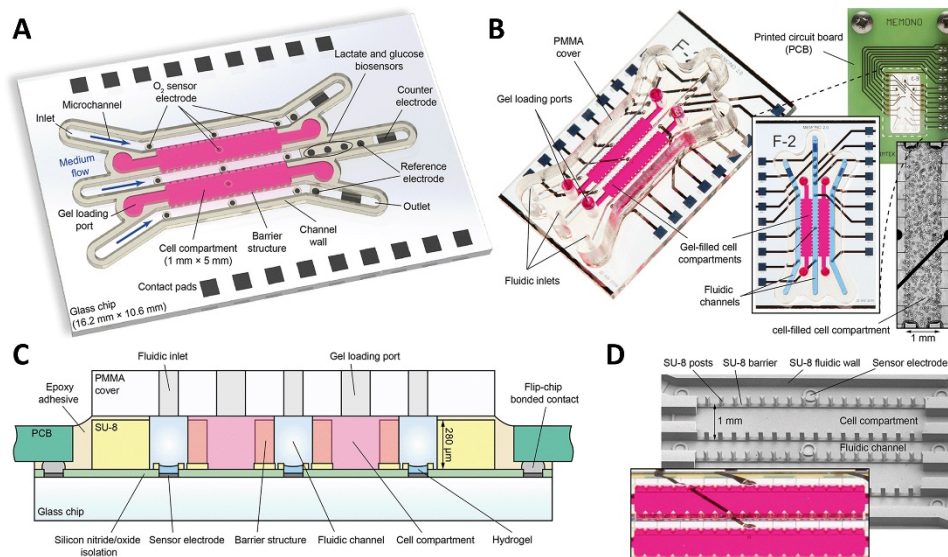 A
Microchannel
Inlet
Medium
flow
Gel loading
port
O₂ sensor
electrode
Lactate and glucose
biosensors
Counter
electrode
Reference
electrode
Outlet
Channel
wall
Barrier
structure
Cell compartment
(1 mm × 5 mm)
Contact pads
Glass chip
(16.2 mm × 10.6 mm)
B
PMMA
cover
Gel loading ports
Fluidic inlets
Printed circuit board
(PCB)
MEMONO
F-2
Gel-filled cell
compartments
Fluidic
channels
cell-filled cell compartment
1 mm
C
Fluidic inlet
Gel loading port
PMMA
cover
Epoxy
adhesive
Flip-chip
bonded contact
PCB
SU-8
280 µm
Glass chip
Silicon nitride/oxide
isolation
Sensor electrode
Barrier structure
Fluidic channel
Cell compartment
Hydrogel
D
SU-8 posts
SU-8 barrier
SU-8 fluidic wall
Sensor electrode
1 mm
Cell compartment
Fluidic channel